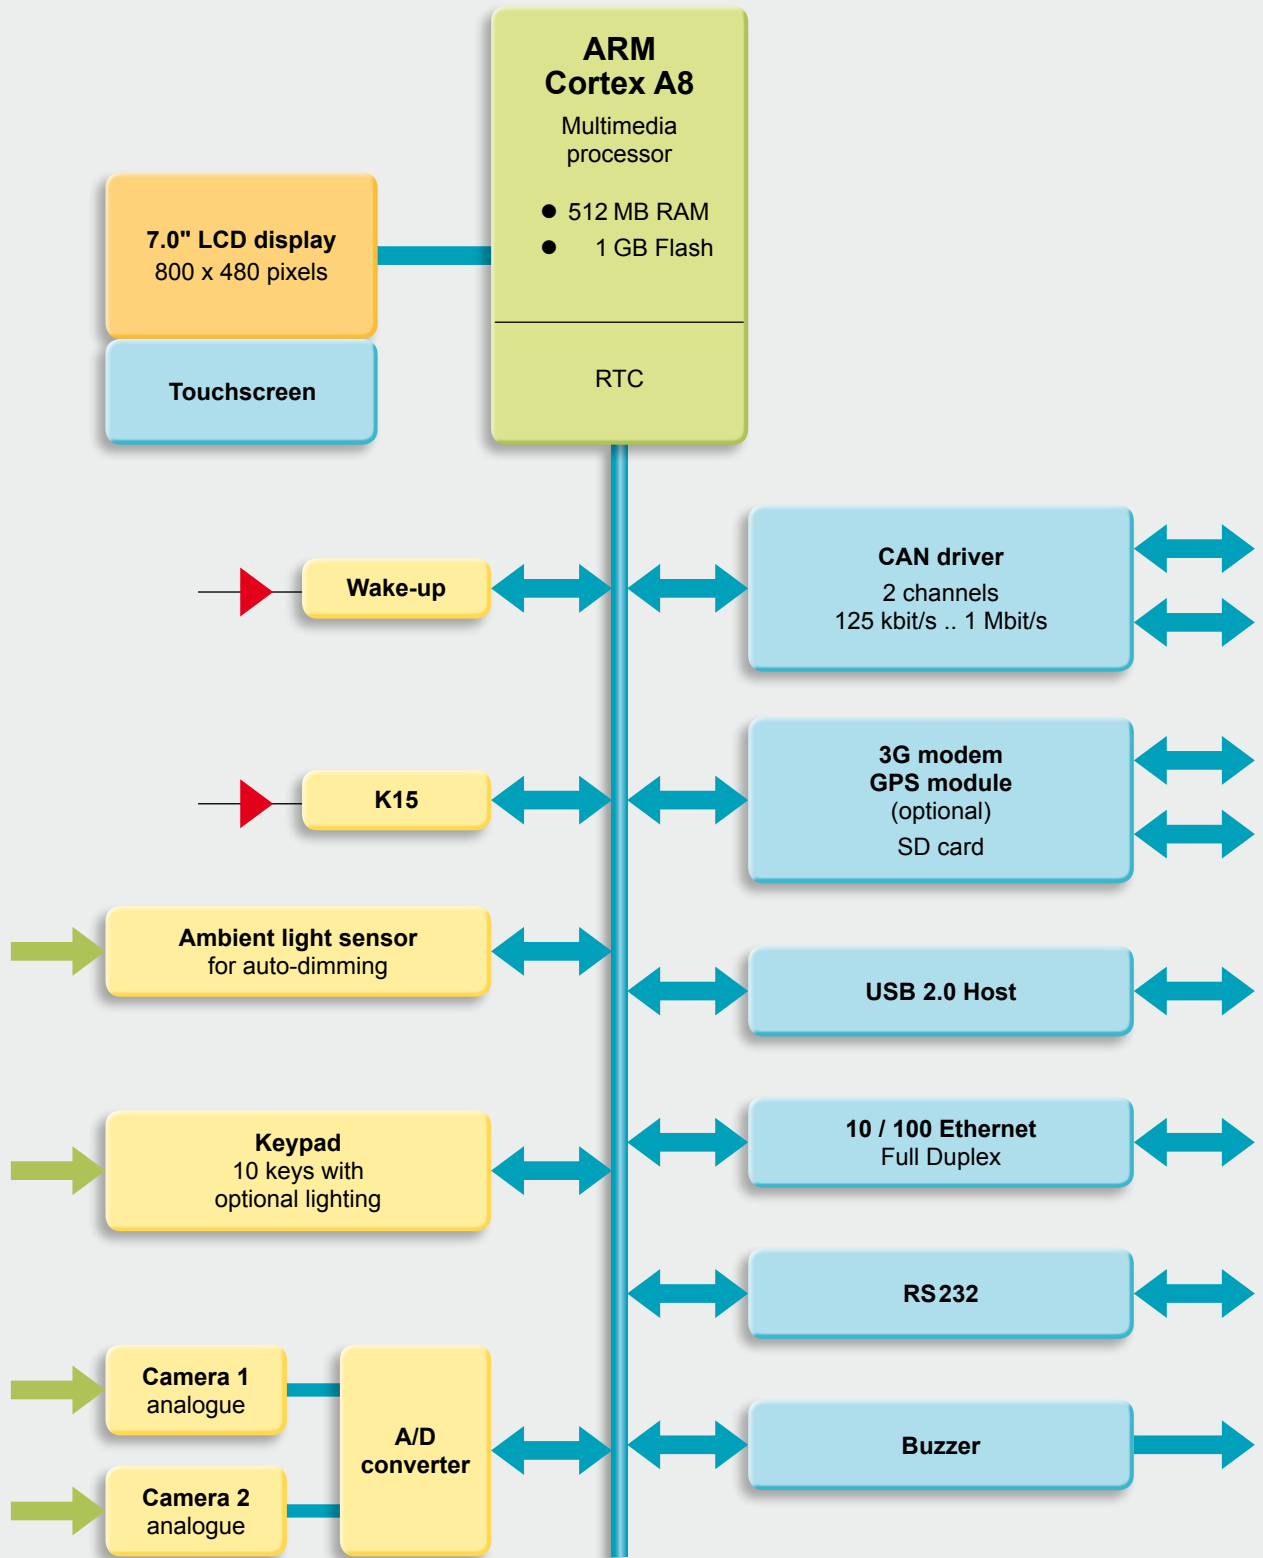 ARM
Cortex A8
Multimedia
processor
● 512 MB RAM
● 1 GB Flash
RTC
7.0" LCD display
800 x 480 pixels
Touchscreen
Wake-up
CAN driver
2 channels
125 kbit/s .. 1 Mbit/s
K15
3G modem
GPS module
(optional)
SD card
Ambient light sensor
for auto-dimming
USB 2.0 Host
Keypad
10 keys with
optional lighting
10 / 100 Ethernet
Full Duplex
RS232
Camera 1
analogue
A/D
converter
Camera 2
analogue
Buzzer